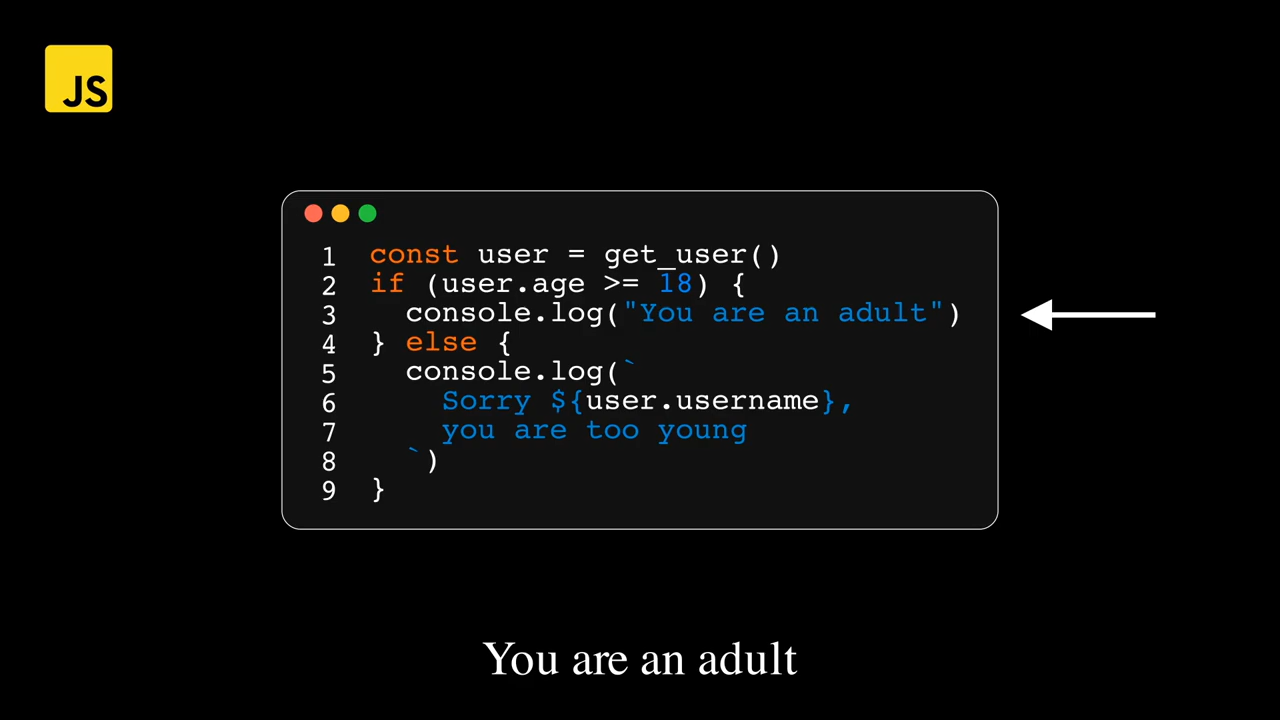 JS
1 const user = get_user()
2 if (user.age >= 18) {
3   console.log("You are an adult")
4 } else {
5   console.log(`
6     Sorry ${user.username},
7     you are too young
8   `)
9 }
You are an adult